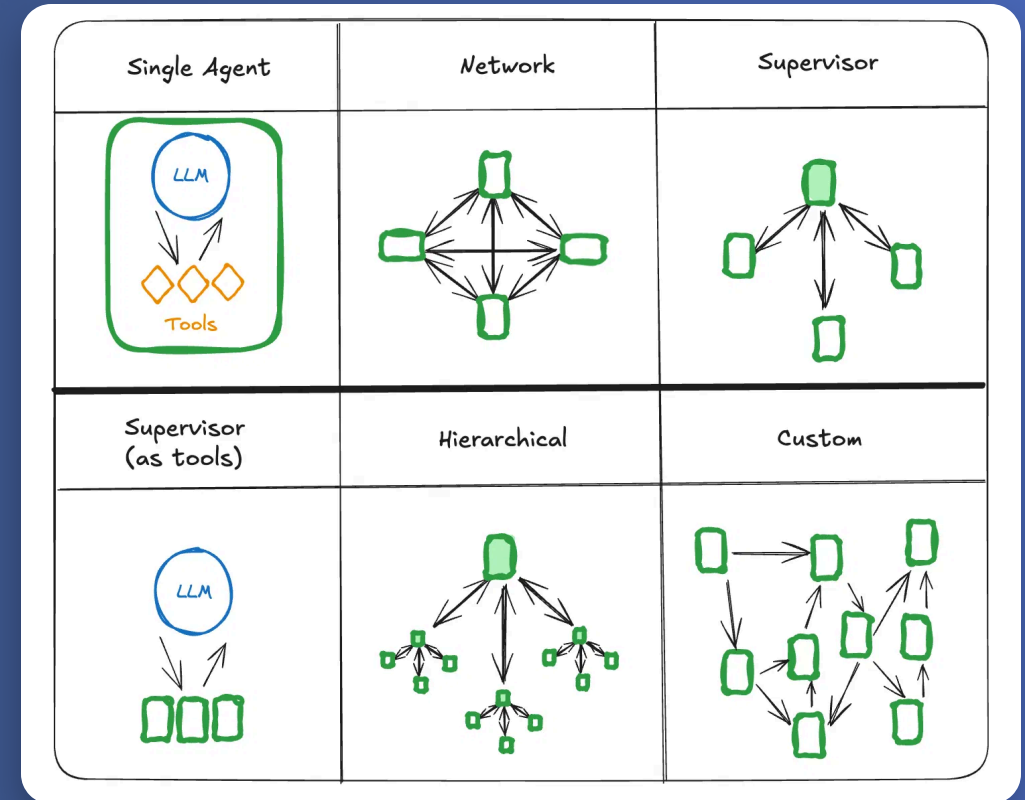 Single Agent
Network
Supervisor
LLM
Tools
Supervisor
(as tools)
Hierarchical
Custom
LLM